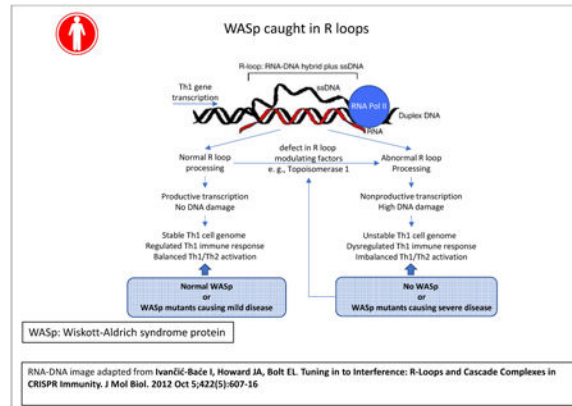 WASp caught in R loops
R-loop: RNA-DNA hybrid plus ssDNA
Th1 gene
transcription
ssDNA
RNA Pol II
Duplex DNA
RNA
Normal R loop
processing
defect in R loop
modulating factors
e. g., Topoisomerase 1
Abnormal R loop
Processing
Productive transcription
No DNA damage
Nonproductive transcription
High DNA damage
Stable Th1 cell genome
Regulated Th1 immune response
Balanced Th1/Th2 activation
Unstable Th1 cell genome
Dysregulated Th1 immune response
Imbalanced Th1/Th2 activation
Normal WASp
or
WASp mutants causing mild disease
No WASp
or
WASp mutants causing severe disease
WASp: Wiskott-Aldrich syndrome protein
RNA-DNA image adapted from Ivančić-Baće I, Howard JA, Bolt EL. Tuning in to Interference: R-Loops and Cascade Complexes in
CRISPR Immunity. J Mol Biol. 2012 Oct 5;422(5):607-16